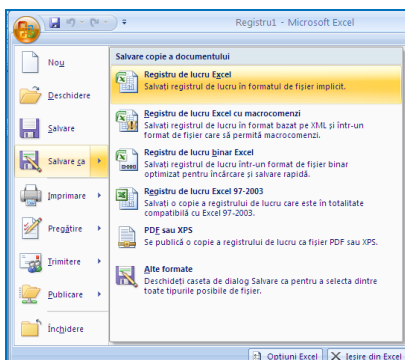 Registru1 - Microsoft Excel
Nou
Deschidere
Salvare
Salvare ca
Imprimare
Pregătire
Trimitere
Publicare
Închidere
Salvare copie a documentului
Registru de lucru Excel
Salvați registrul de lucru în formatul de fișier implicit.
Registru de lucru Excel cu macrocomenzi
Salvați registrul de lucru în format bazat pe XML și într-un
format de fișier care să permită macrocomenzi.
Registru de lucru binar Excel
Salvați registrul de lucru într-un format de fișier binar
optimizat pentru încărcare și salvare rapidă.
Registru de lucru Excel 97-2003
Salvați o copie a registrului de lucru care este în totalitate
compatibilă cu Excel 97-2003.
PDF sau XPS
Se publică o copie a registrului de lucru ca fișier PDF sau XPS.
Alte formate
Deschideți caseta de dialog Salvare ca pentru a selecta dintre
toate tipurile posibile de fișier.
Opțiuni Excel
Ieșire din Excel